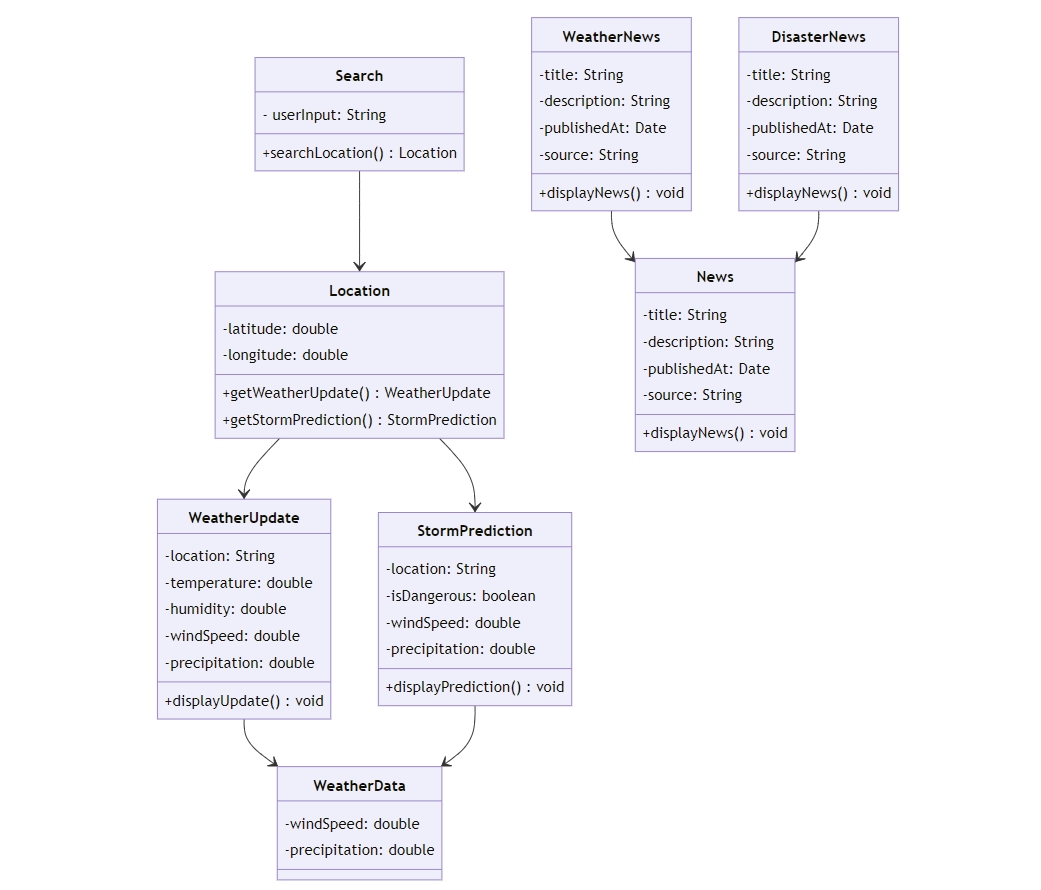 Search
- userInput: String
+searchLocation() : Location
WeatherNews
-title: String
-description: String
-publishedAt: Date
-source: String
+displayNews() : void
DisasterNews
-title: String
-description: String
-publishedAt: Date
-source: String
+displayNews() : void
Location
-latitude: double
-longitude: double
+getWeatherUpdate() : WeatherUpdate
+getStormPrediction() : StormPrediction
News
-title: String
-description: String
-publishedAt: Date
-source: String
+displayNews() : void
WeatherUpdate
-location: String
-temperature: double
-humidity: double
-windSpeed: double
-precipitation: double
+displayUpdate() : void
StormPrediction
-location: String
-isDangerous: boolean
-windSpeed: double
-precipitation: double
+displayPrediction() : void
WeatherData
-windSpeed: double
-precipitation: double